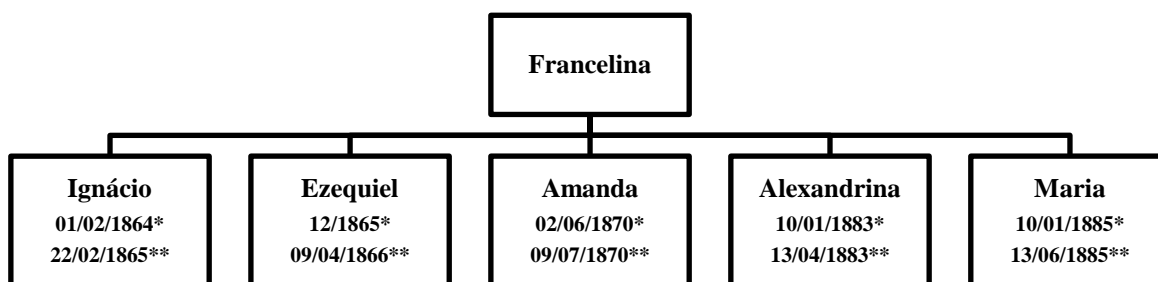 Francelina
Ignácio
01/02/1864*
22/02/1865**
Ezequiel
12/1865*
09/04/1866**
Amanda
02/06/1870*
09/07/1870**
Alexandrina
10/01/1883*
13/04/1883**
Maria
10/01/1885*
13/06/1885**